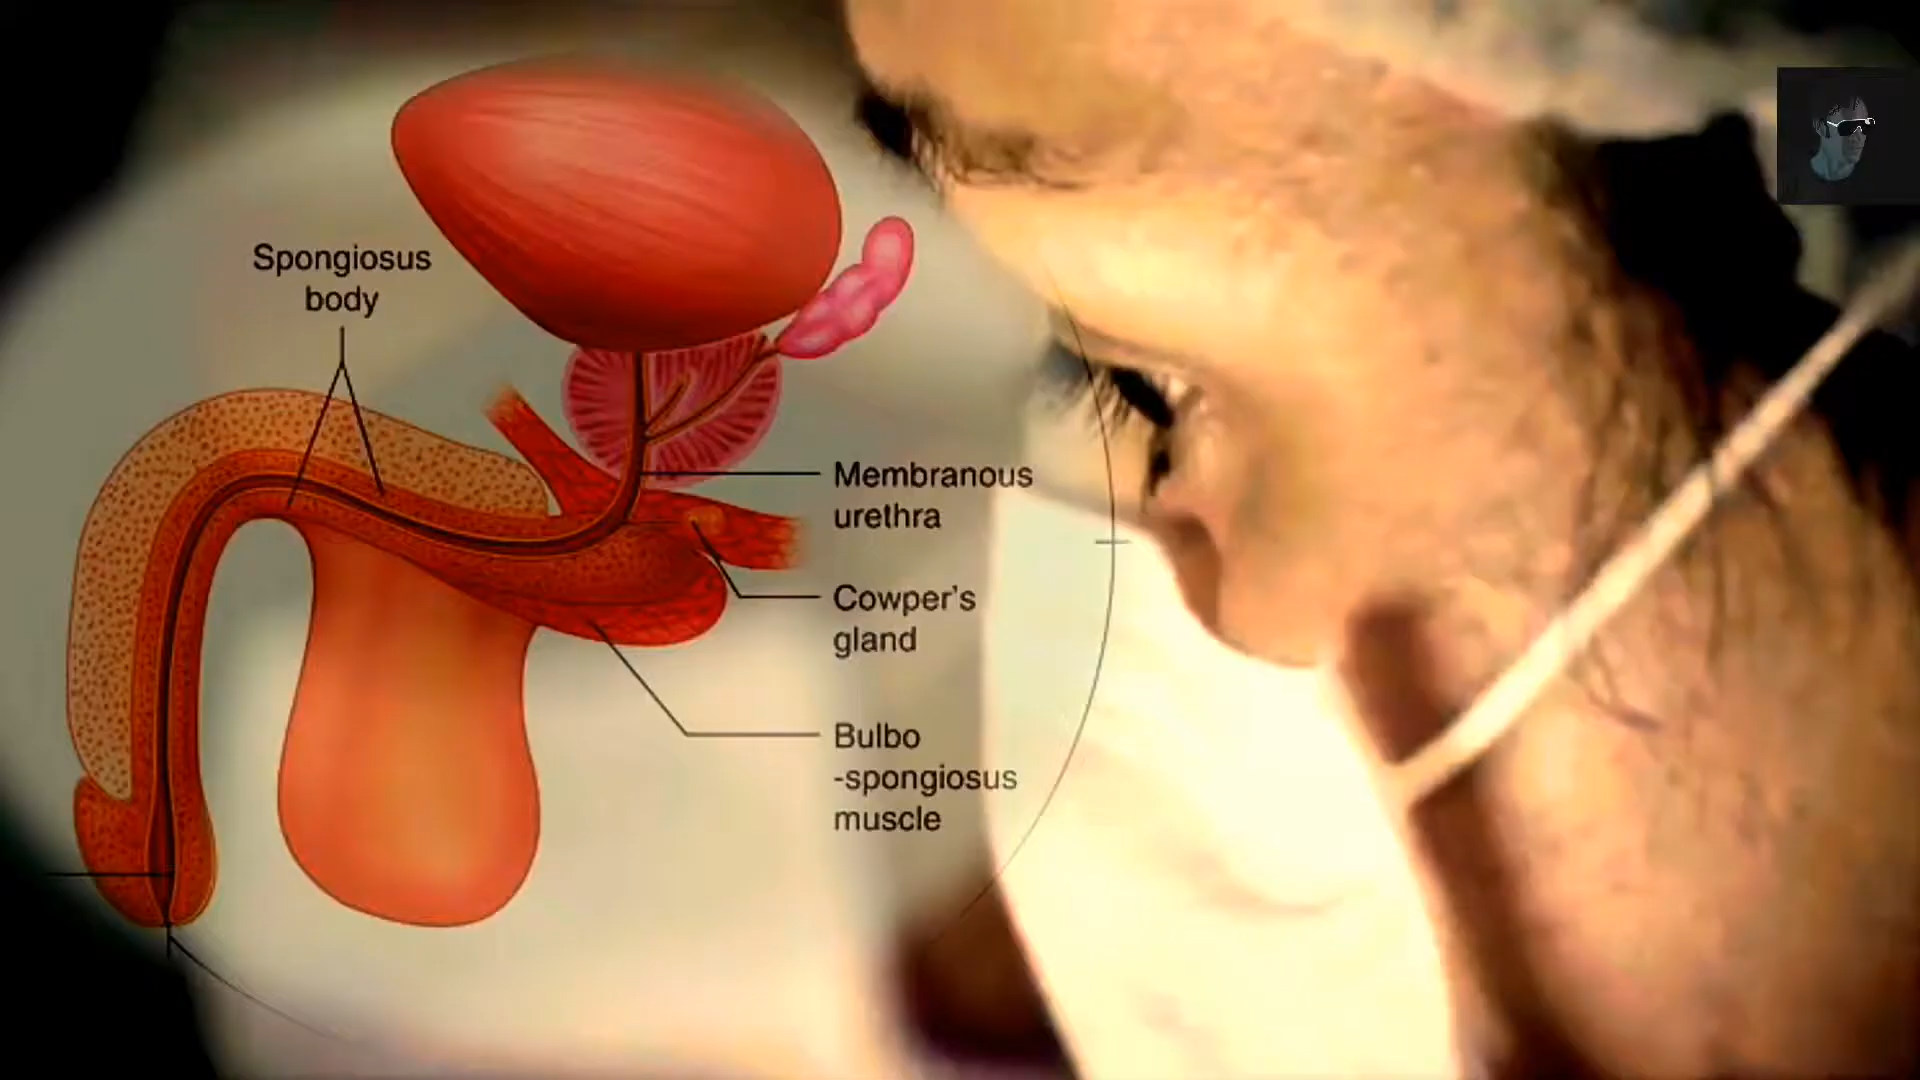 Spongiosus
body
Membranous
urethra
Cowper's
gland
Bulbo
-spongiosus
muscle